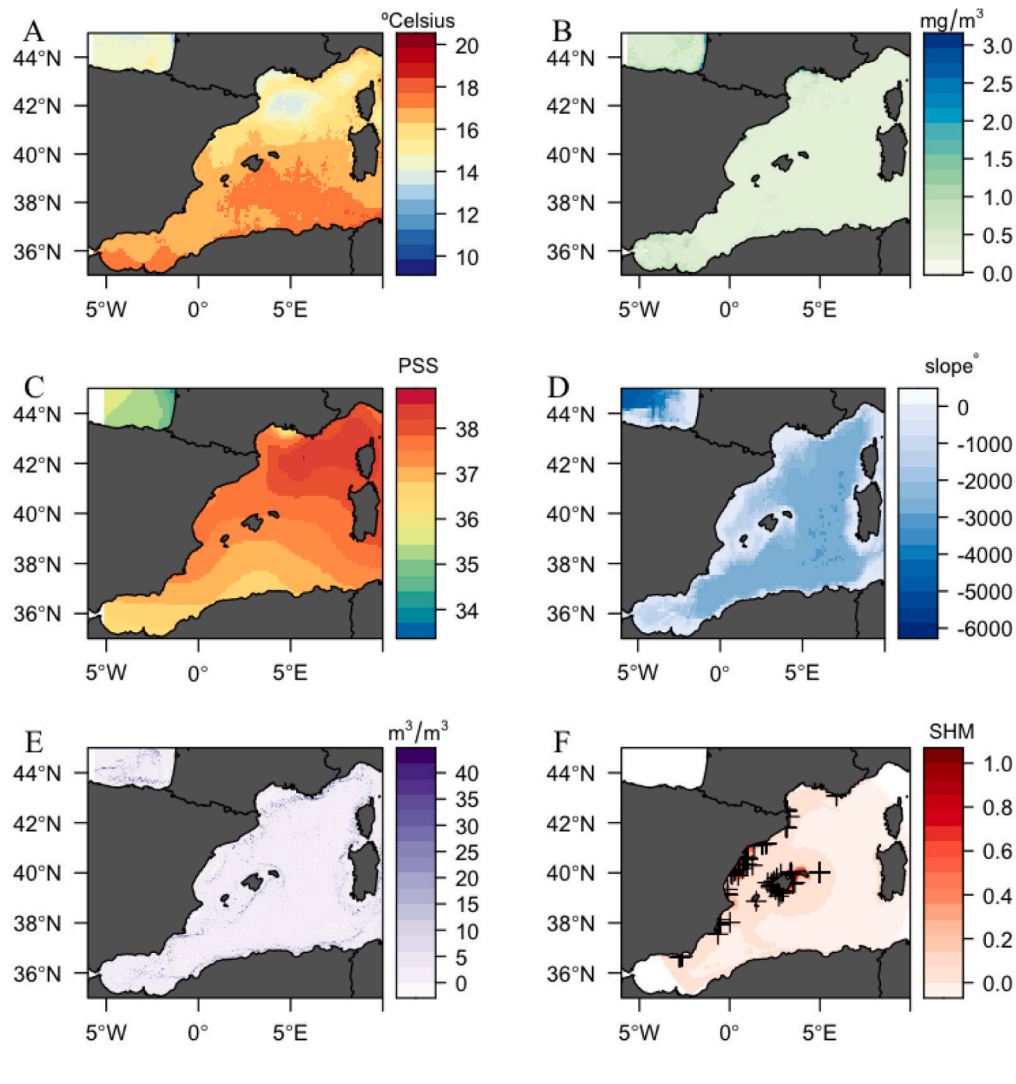 A
ºCelsius
44°N
42°N
40°N
38°N
36°N
5°W
0°
5°E
20
18
16
14
12
10
B
mg/m³
44°N
42°N
40°N
38°N
36°N
5°W
0°
5°E
3.0
2.5
2.0
1.5
1.0
0.5
0.0
C
PSS
44°N
42°N
40°N
38°N
36°N
5°W
0°
5°E
38
37
36
35
34
D
slope°
44°N
42°N
40°N
38°N
36°N
5°W
0°
5°E
0
-1000
-2000
-3000
-4000
-5000
-6000
E
m³/m³
44°N
42°N
40°N
38°N
36°N
5°W
0°
5°E
40
35
30
25
20
15
10
5
0
F
SHM
44°N
42°N
40°N
38°N
36°N
5°W
0°
5°E
1.0
0.8
0.6
0.4
0.2
0.0